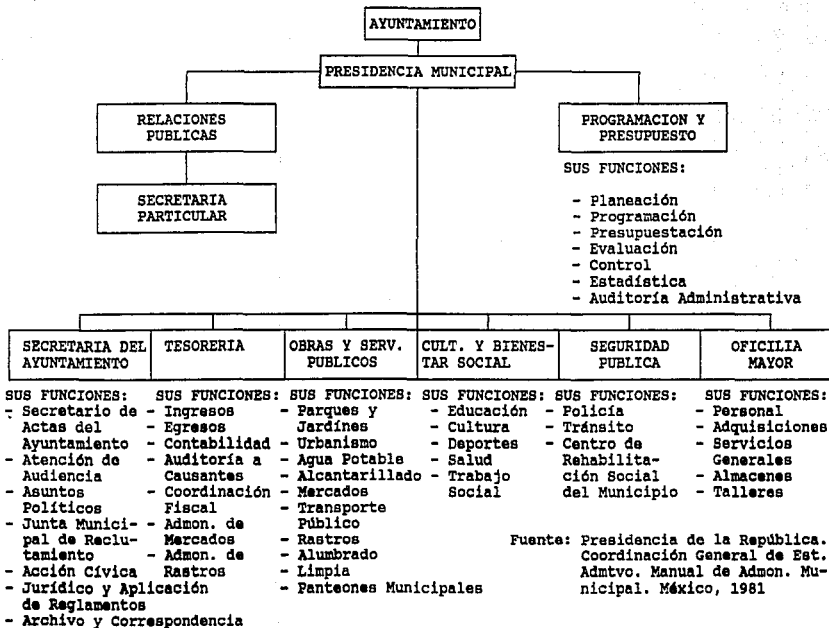 AYUNTAMIENTO
PRESIDENCIA MUNICIPAL
RELACIONES
PUBLICAS
SECRETARIA
PARTICULAR
PROGRAMACION Y
PRESUPUESTO
SUS FUNCIONES:
- Planeación
- Programación
- Presupuestación
- Evaluación
- Control
- Estadística
- Auditoría Administrativa
SECRETARIA DEL
AYUNTAMIENTO
SUS FUNCIONES:
- Secretario de
Actas del
Ayuntamiento
- Atención de
Audiencia
- Asuntos
Políticos
- Junta Munici-
pal de Reclu-
tamiento
- Acción Cívica
- Jurídico y Aplicación
de Reglamentos
- Archivo y Correspondencia
TESORERIA
SUS FUNCIONES:
- Ingresos
- Egresos
- Contabilidad
- Auditoría a
Causantes
- Coordinación
Fiscal
- Admon. de
Mercados
- Admon. de
Rastros
OBRAS Y SERV.
PUBLICOS
SUS FUNCIONES:
- Parques y
Jardínes
- Urbanismo
- Agua Potable
- Alcantarillado
- Mercados
- Transporte
Público
- Rastros
- Alumbrado
- Limpia
- Panteones Municipales
CULT. Y BIENES-
TAR SOCIAL
SUS FUNCIONES:
- Educación
- Cultura
- Deportes
- Salud
- Trabajo
Social
SEGURIDAD
PUBLICA
SUS FUNCIONES:
- Policía
- Tránsito
- Centro de
Rehabilita-
ción Social
del Municipio
OFICILIA
MAYOR
SUS FUNCIONES:
- Personal
- Adquisiciones
- Servicios
Generales
- Almacenes
- Talleres
Fuente: Presidencia de la República.
Coordinación General de Est.
Admtvo. Manual de Admon. Mu-
nicipal. México, 1981